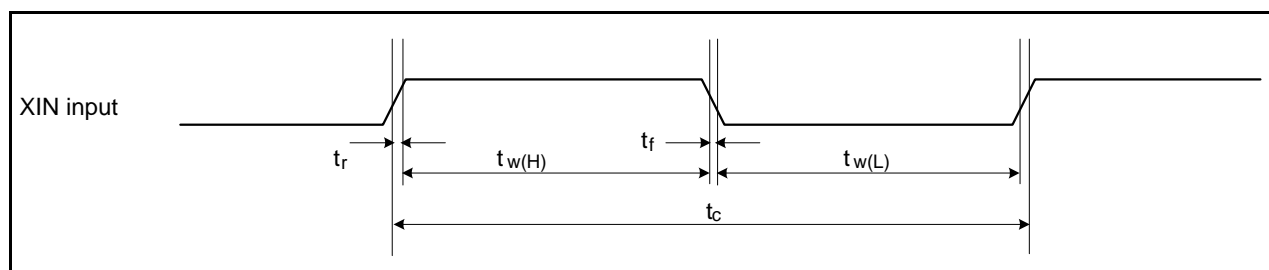 XIN input
tr
tw(H)
tf
tw(L)
tc